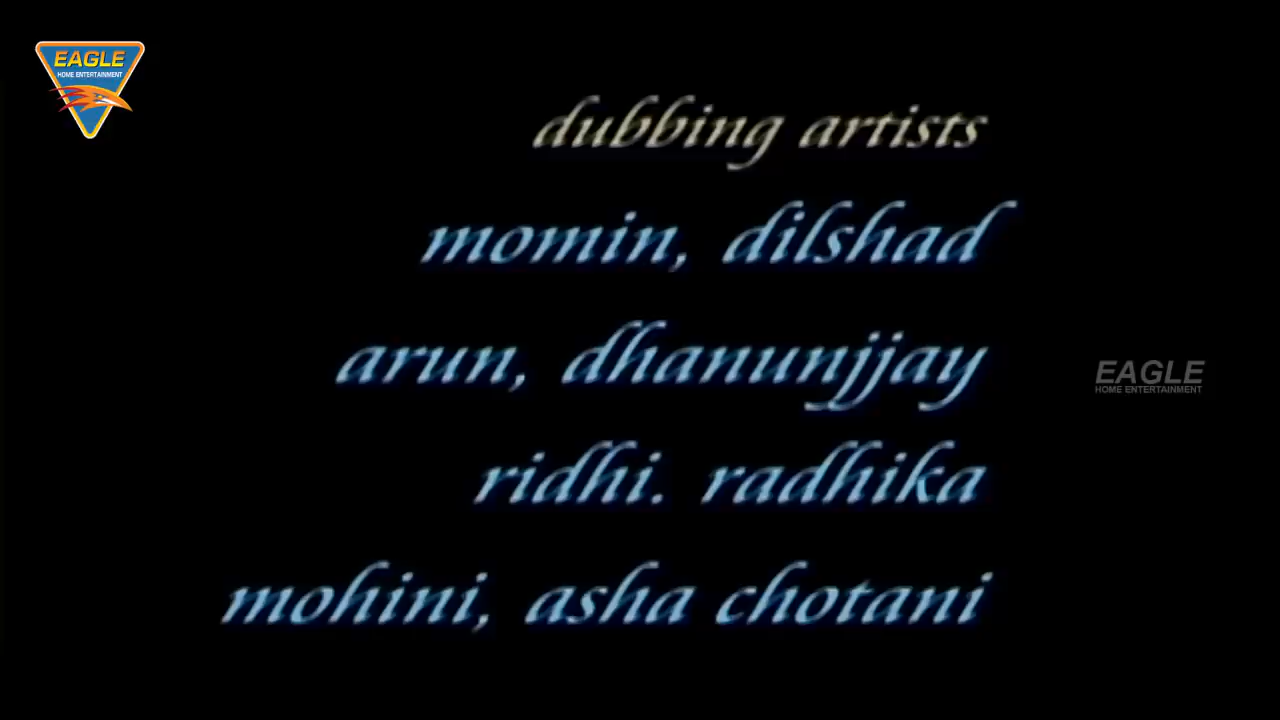 EAGLE
HOME ENTERTAINMENT
dubbing artists
momin, dilshad
arun, dhanunjjay
EAGLE
HOME ENTERTAINMENT
ridhi. radhika
mohini, asha chotani